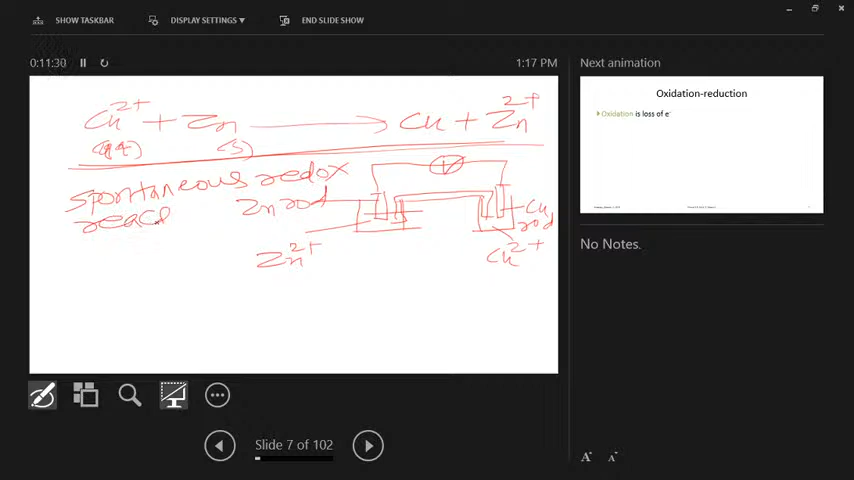 SHOW TASKBAR
DISPLAY SETTINGS ▼
END SLIDE SHOW
0:11:30
1:17 PM
Next animation
Cu²⁺ + Zn → Cu + Zn²⁺
(aq) (s)
spontaneous redox
reac
Zn rod
V
Cu
rod
Zn²⁺
Cu²⁺
Oxidation-reduction
Oxidation is loss of e⁻
No Notes.
Slide 7 of 102
A A